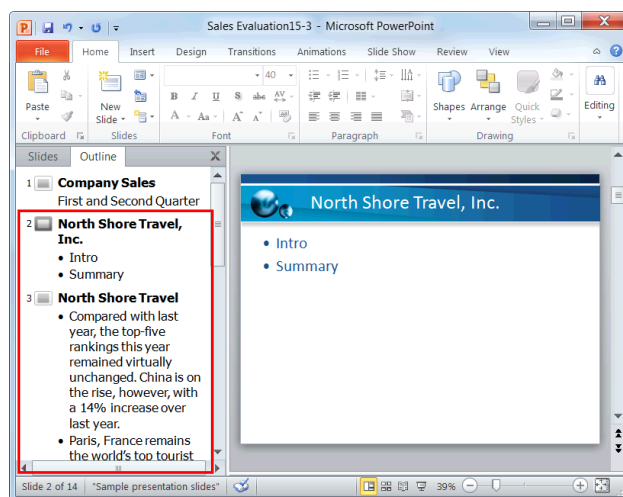 Sales Evaluation15-3 - Microsoft PowerPoint
File Home Insert Design Transitions Animations Slide Show Review View
40
Paste New Slide Shapes Arrange Quick Styles Editing
B I U S abc AV
A Aa A A
Clipboard Slides Font Paragraph Drawing
Slides Outline X
1 Company Sales
First and Second Quarter
2 North Shore Travel,
Inc.
• Intro
• Summary
3 North Shore Travel
• Compared with last
year, the top-five
rankings this year
remained virtually
unchanged. China is on
the rise, however, with
a 14% increase over
last year.
• Paris, France remains
the world's top tourist
North Shore Travel, Inc.
• Intro
• Summary
Slide 2 of 14 "Sample presentation slides" 39%